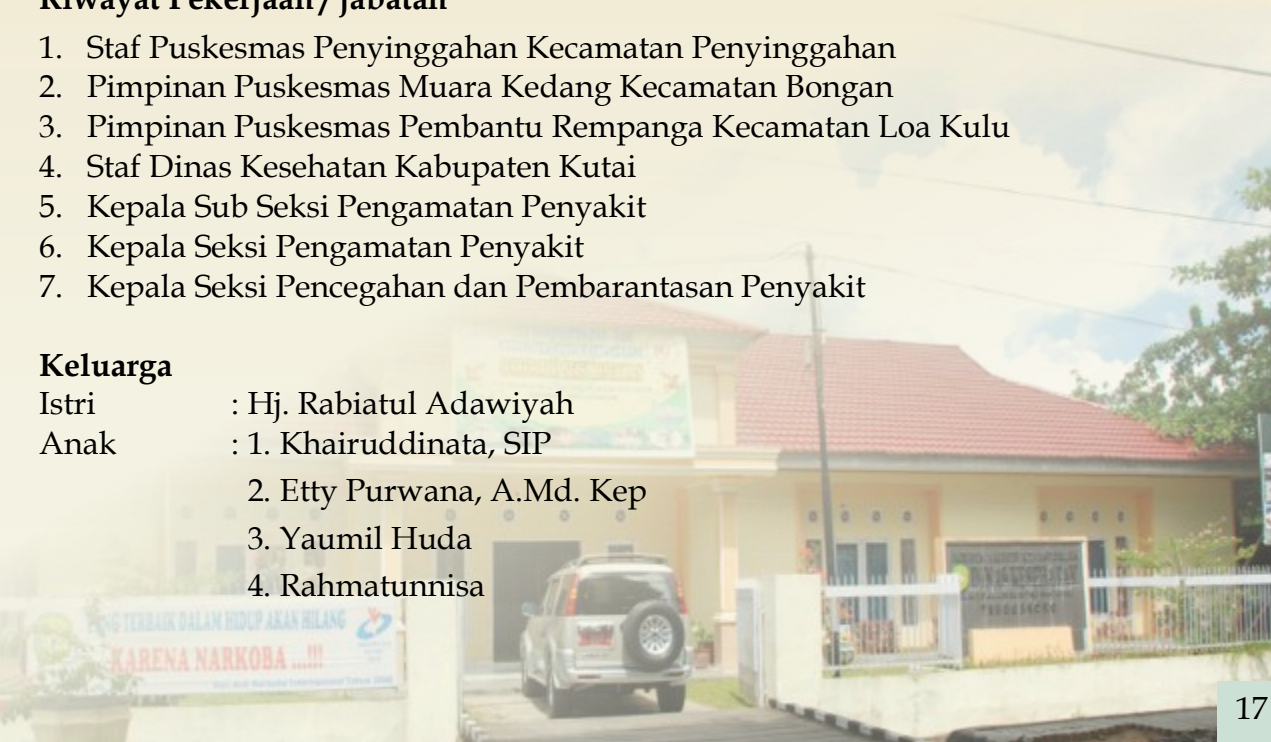 Riwayat Pekerjaan / jabatan
1. Staf Puskesmas Penyinggahan Kecamatan Penyinggahan
2. Pimpinan Puskesmas Muara Kedang Kecamatan Bongan
3. Pimpinan Puskesmas Pembantu Rempanga Kecamatan Loa Kulu
4. Staf Dinas Kesehatan Kabupaten Kutai
5. Kepala Sub Seksi Pengamatan Penyakit
6. Kepala Seksi Pengamatan Penyakit
7. Kepala Seksi Pencegahan dan Pembarantasan Penyakit
Keluarga
Istri : Hj. Rabiatul Adawiyah
Anak : 1. Khairuddinata, SIP
2. Etty Purwana, A.Md. Kep
3. Yaumil Huda
4. Rahmatunnisa
YANG TERBAIK DALAM HIDUP AKAN HILANG
KARENA NARKOBA ...!!!
17